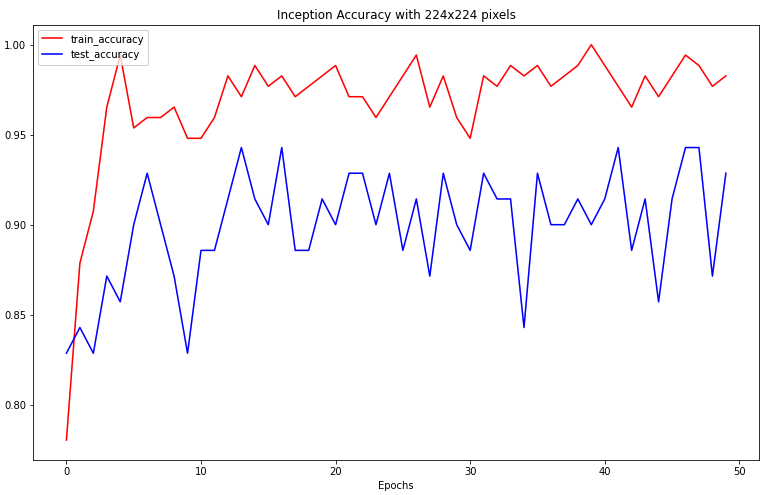 Inception Accuracy with 224x224 pixels
train_accuracy
test_accuracy
1.00
0.95
0.90
0.85
0.80
0 10 20 30 40 50
Epochs